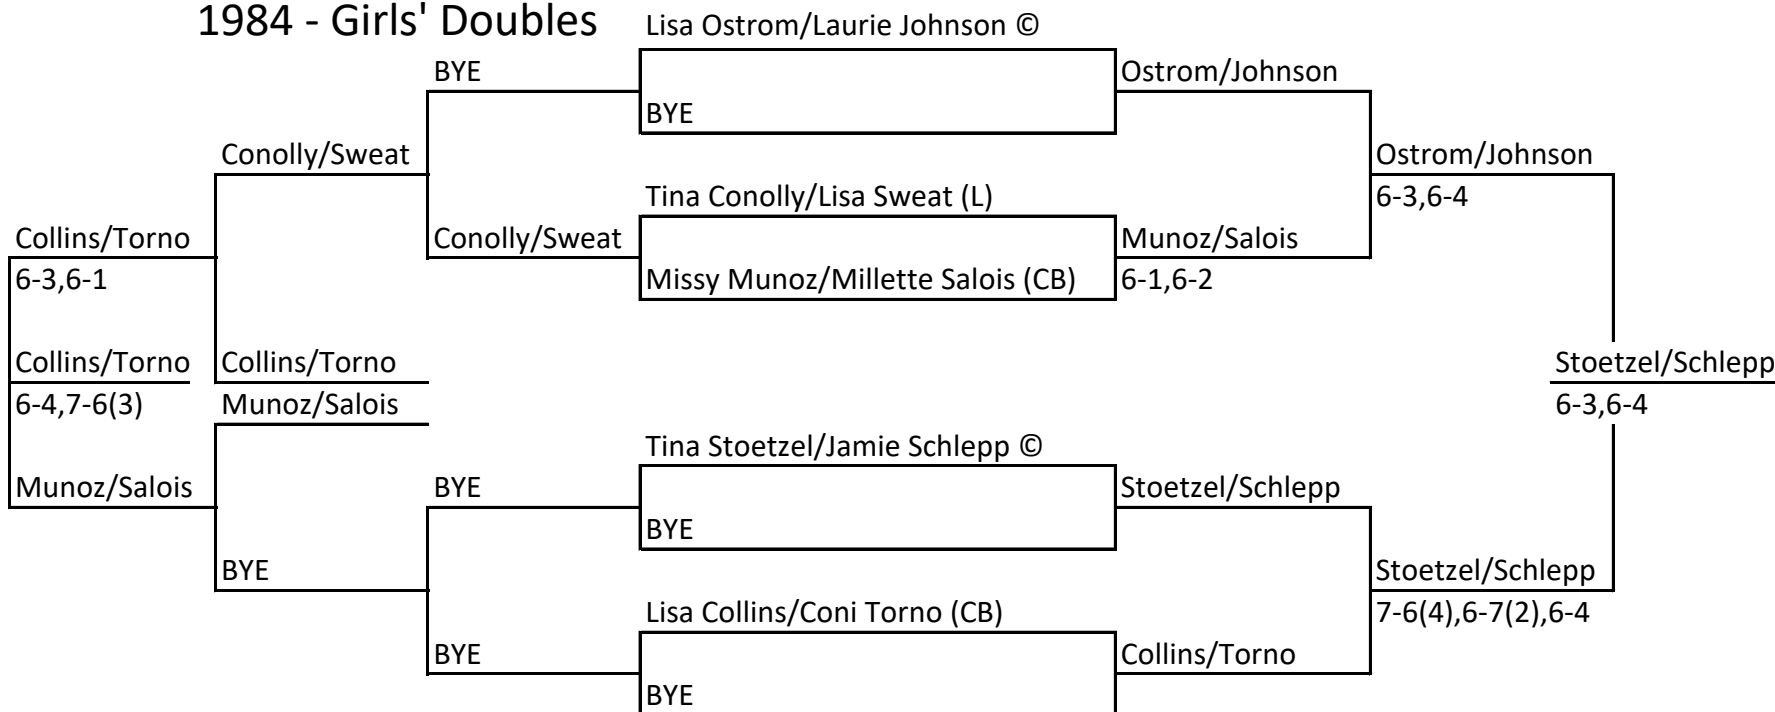 1984 - Girls' Doubles
Lisa Ostrom/Laurie Johnson ©
BYE
Ostrom/Johnson
BYE
Conolly/Sweat
Ostrom/Johnson
Tina Conolly/Lisa Sweat (L)
6-3,6-4
Collins/Torno
Conolly/Sweat
Munoz/Salois
6-3,6-1
Missy Munoz/Millette Salois (CB)
6-1,6-2
Collins/Torno
Collins/Torno
Stoetzel/Schlepp
6-4,7-6(3)
Munoz/Salois
6-3,6-4
Tina Stoetzel/Jamie Schlepp ©
Munoz/Salois
BYE
Stoetzel/Schlepp
BYE
BYE
Stoetzel/Schlepp
Lisa Collins/Coni Torno (CB)
7-6(4),6-7(2),6-4
BYE
Collins/Torno
BYE